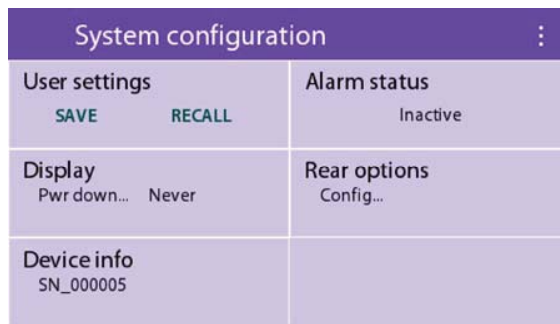 System configuration
User settings
SAVE RECALL
Alarm status
Inactive
Display
Pwr down... Never
Rear options
Config...
Device info
SN_000005